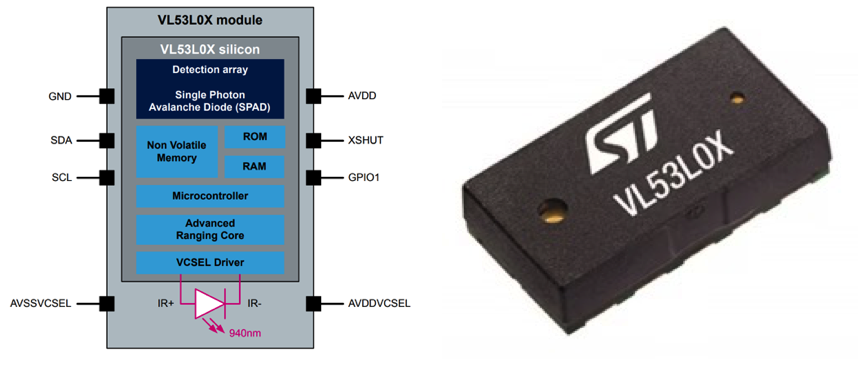 VL53L0X module
VL53L0X silicon
Detection array
Single Photon
Avalanche Diode (SPAD)
Non Volatile
Memory
ROM
RAM
Microcontroller
Advanced
Ranging Core
VCSEL Driver
IR+
IR-
940nm
GND
SDA
SCL
AVSSVCSEL
AVDD
XSHUT
GPIO1
AVDDVCSEL
ST
VL53L0X